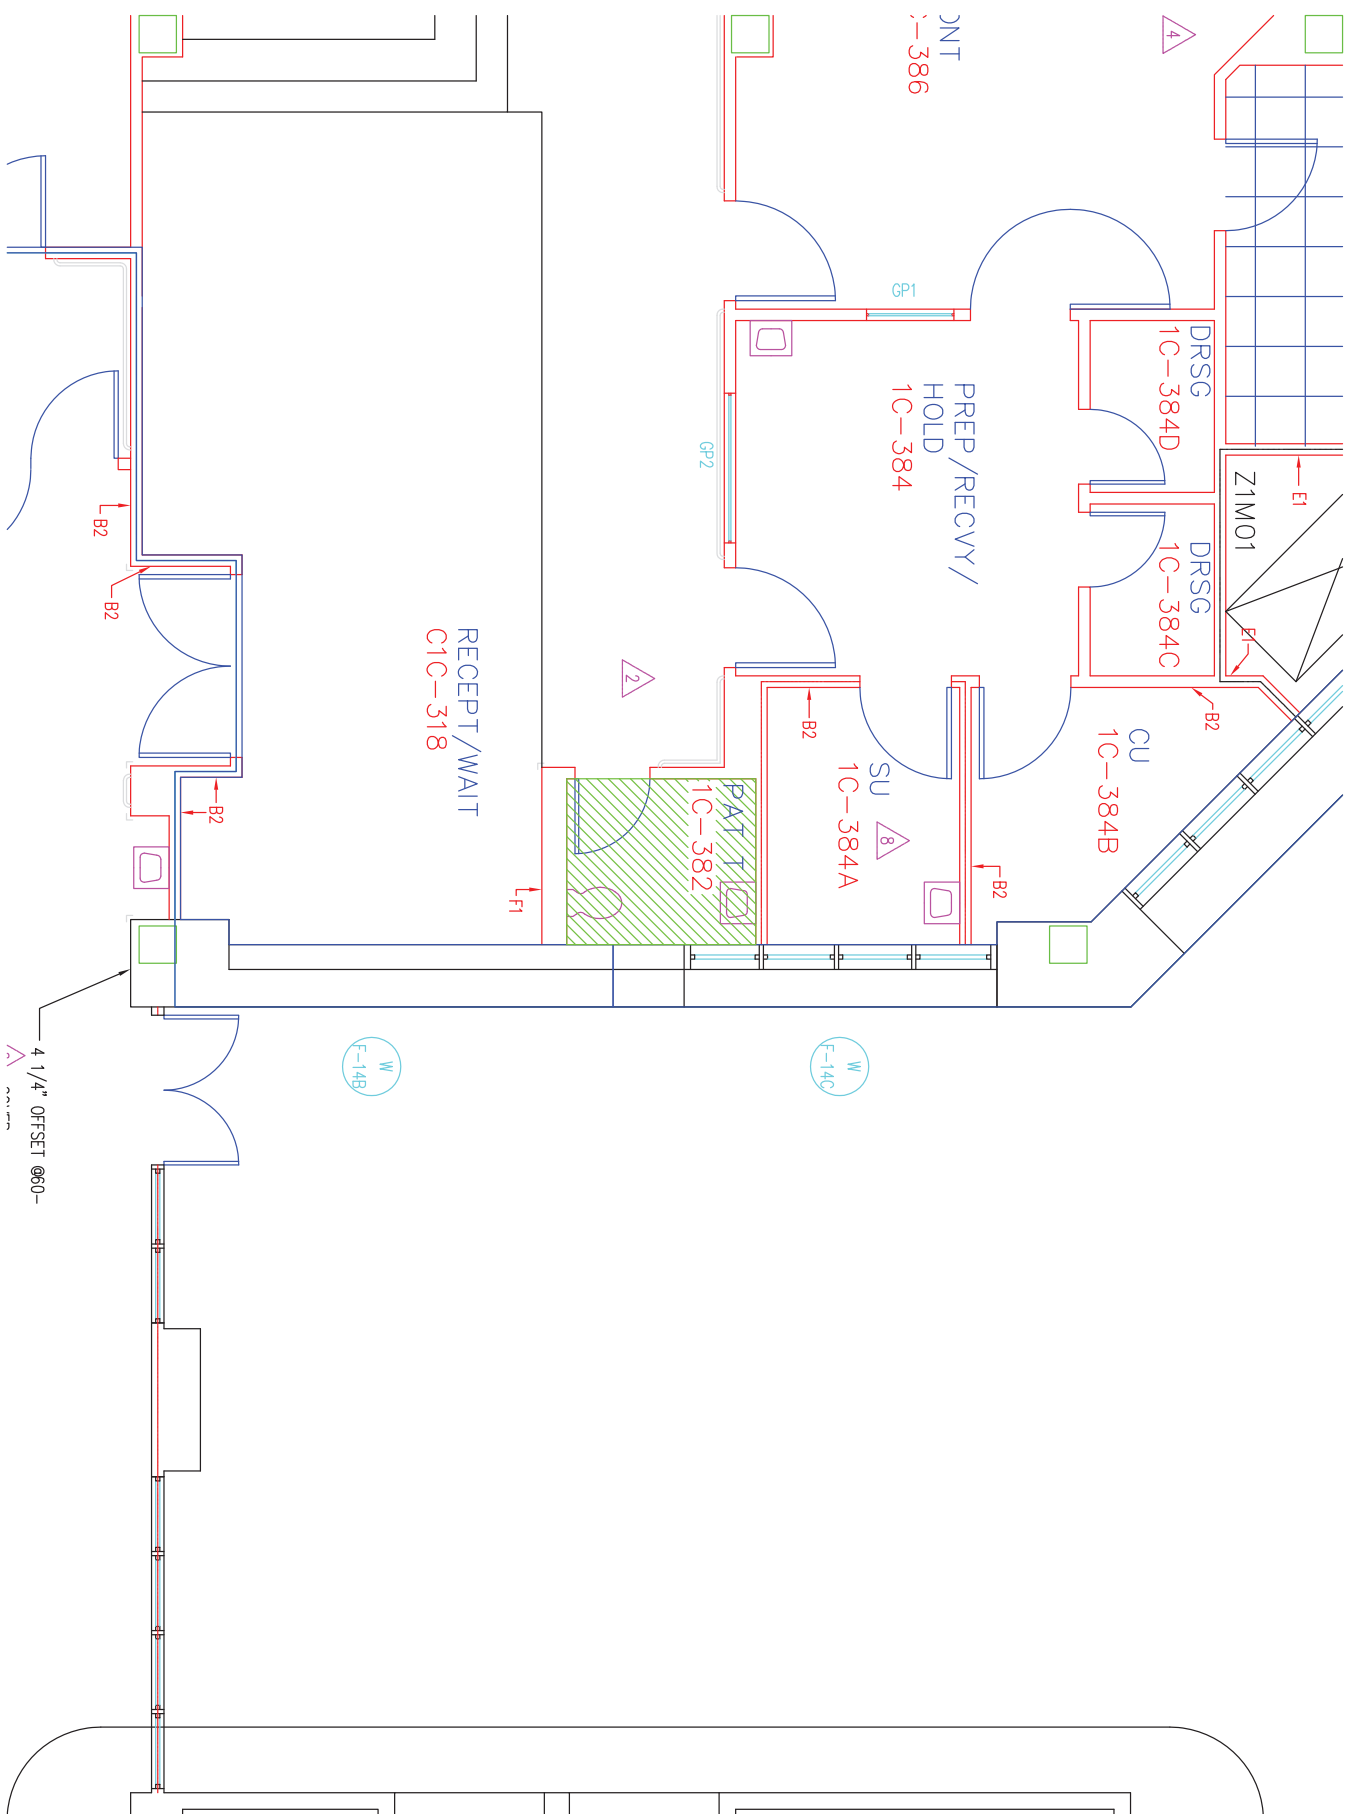 4
GP1
DRSG
1C-384D
PREP/RECVY/
HOLD
1C-384
GP2
E1
Z1M01
DRSG
1C-384C
E1
B2
B2
B2
RECEPT/WAIT
C1C-318
2
B2
B2
CU
1C-384B
SU
1C-384A
8
PAT T
1C-382
B2
F1
W
F-14B
W
F-14C
4 1/4" OFFSET @60-